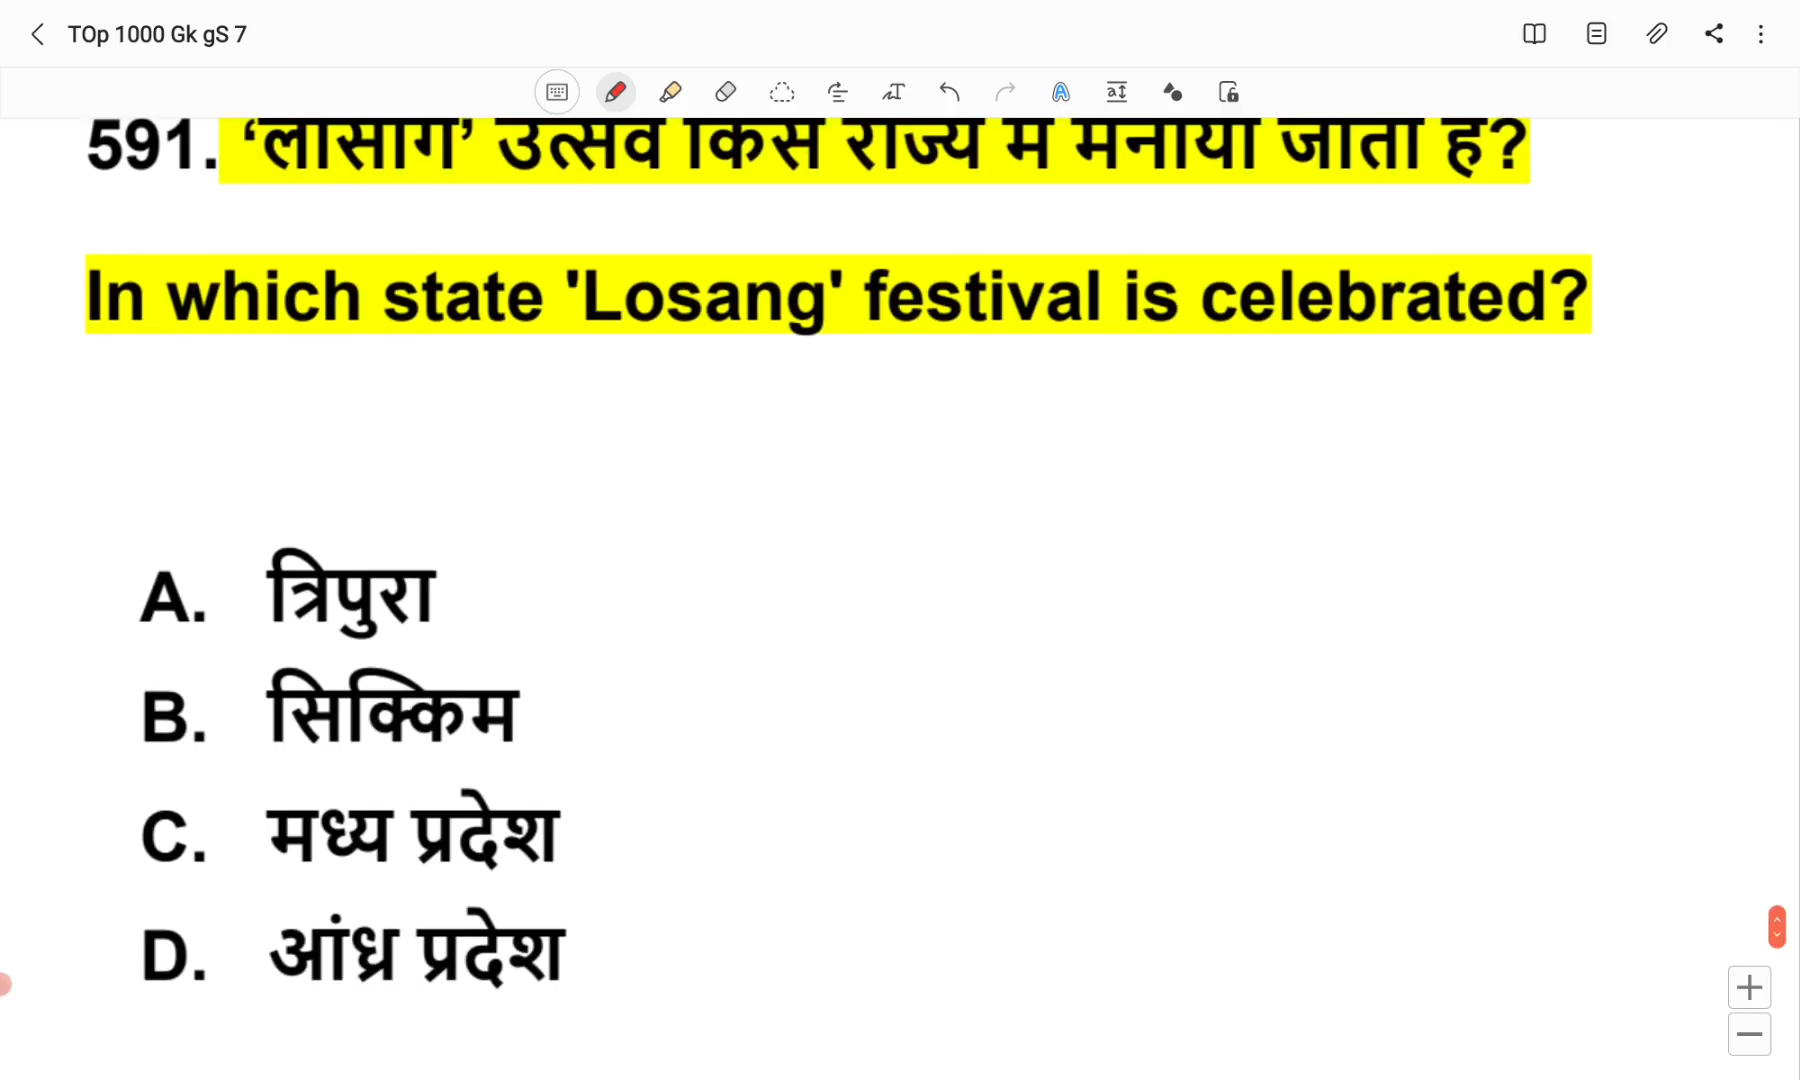 TOp 1000 Gk gS 7
591. ‘लोसांग’ उत्सव किस राज्य में मनाया जाता है?
In which state 'Losang' festival is celebrated?
A. त्रिपुरा
B. सिक्किम
C. मध्य प्रदेश
D. आंध्र प्रदेश